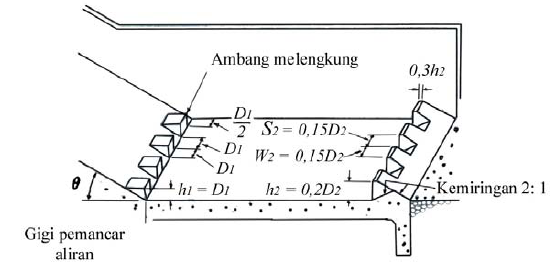 Ambang melengkung
0,3h2
D1
2
S2 = 0,15D2
D1
W2 = 0,15D2
D1
θ
h1 = D1
h2 = 0,2D2
Kemiringan 2: 1
Gigi pemancar
aliran